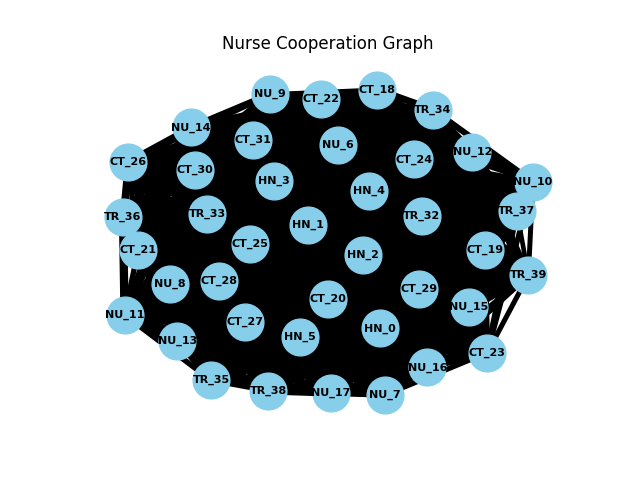 Nurse Cooperation Graph
CT_18
NU_9
CT_22
TR_34
NU_14
CT_31
NU_6
NU_12
CT_24
CT_26
CT_30
HN_3
NU_10
HN_4
TR_37
TR_33
TR_32
TR_36
HN_1
CT_25
CT_21
CT_19
HN_2
TR_39
CT_28
NU_8
CT_29
CT_20
NU_15
NU_11
CT_27
HN_0
HN_5
NU_13
CT_23
NU_16
TR_35
TR_38
NU_17
NU_7